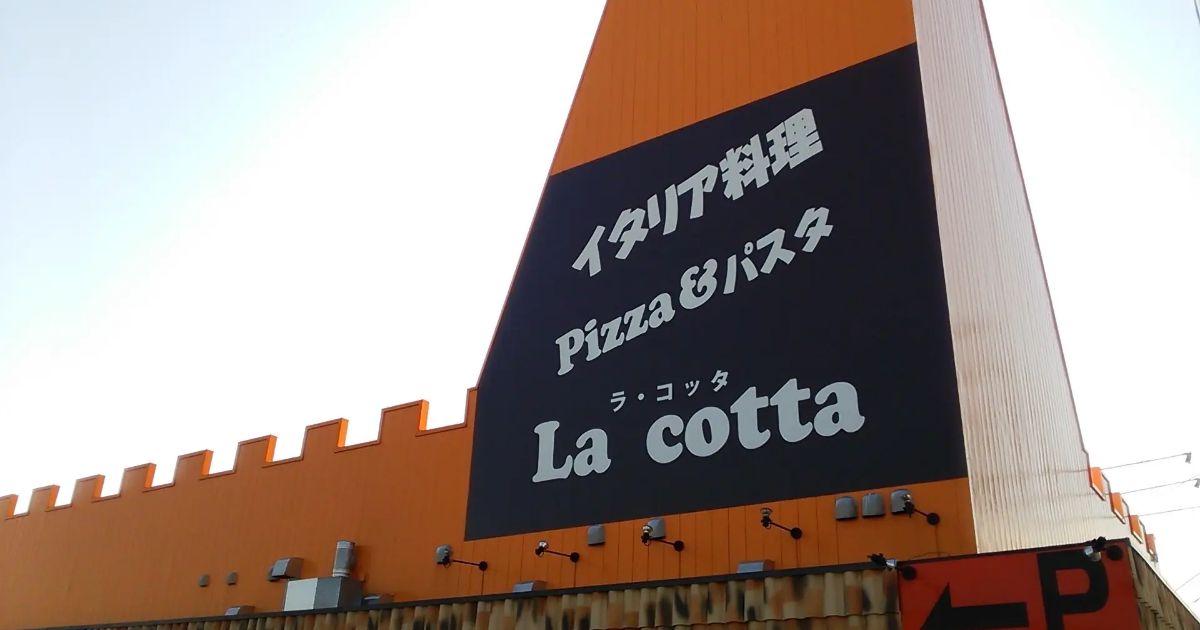 イタリア料理
Pizza&パスタ
ラ・コッタ
La cotta
P